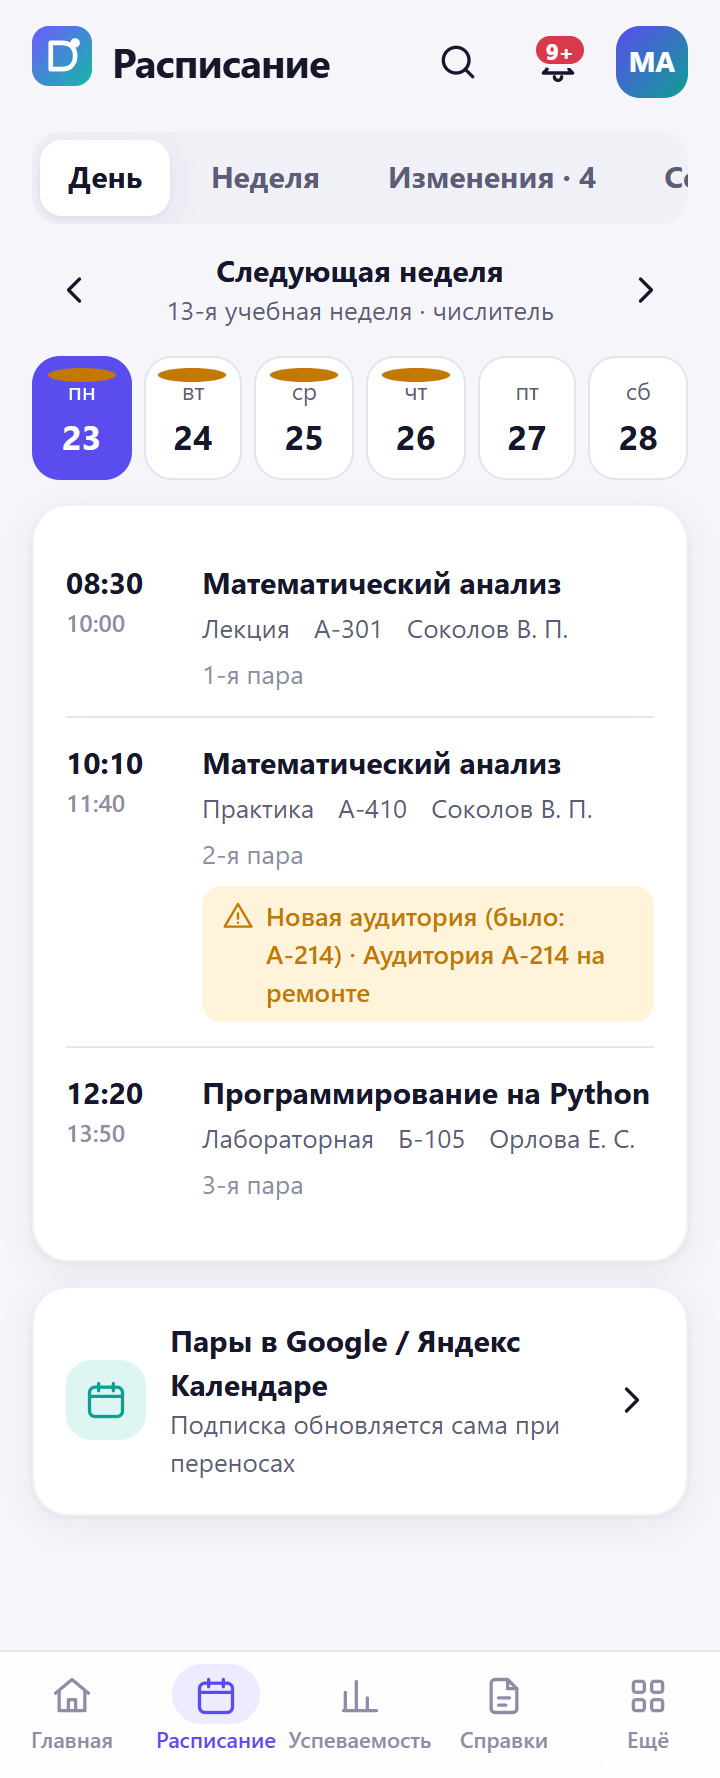 D
Расписание
9+
МА
День
Неделя
Изменения · 4
Следующая неделя
13-я учебная неделя · числитель
пн
вт
ср
чт
пт
сб
23
24
25
26
27
28
08:30
Математический анализ
10:00
Лекция А-301 Соколов В. П.
1-я пара
10:10
Математический анализ
11:40
Практика А-410 Соколов В. П.
2-я пара
Новая аудитория (было:
А-214) · Аудитория А-214 на
ремонте
12:20
Программирование на Python
13:50
Лабораторная Б-105 Орлова Е. С.
3-я пара
Пары в Google / Яндекс
Календаре
Подписка обновляется сама при
переносах
Главная
Расписание
Успеваемость
Справки
Ещё